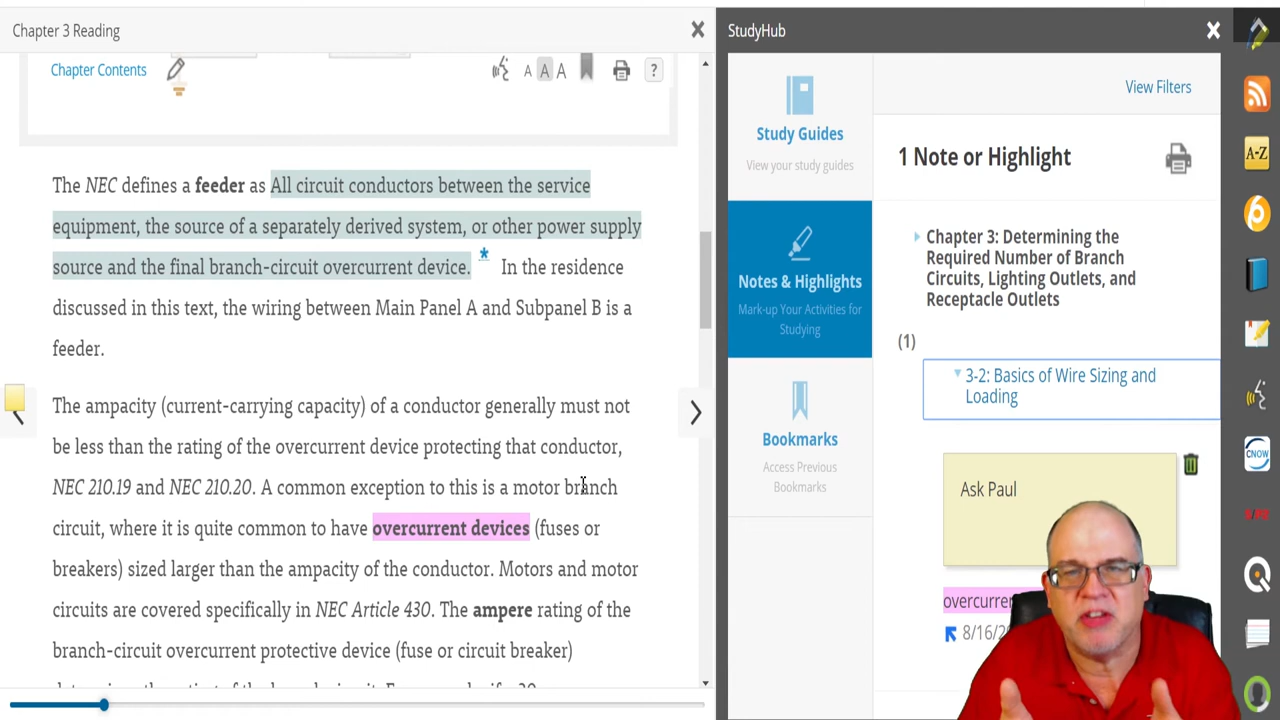 Chapter 3 Reading
Chapter Contents
A A A
?
The NEC defines a feeder as All circuit conductors between the service
equipment, the source of a separately derived system, or other power supply
source and the final branch-circuit overcurrent device. * In the residence
discussed in this text, the wiring between Main Panel A and Subpanel B is a
feeder.
The ampacity (current-carrying capacity) of a conductor generally must not
be less than the rating of the overcurrent device protecting that conductor,
NEC 210.19 and NEC 210.20. A common exception to this is a motor branch
circuit, where it is quite common to have overcurrent devices (fuses or
breakers) sized larger than the ampacity of the conductor. Motors and motor
circuits are covered specifically in NEC Article 430. The ampere rating of the
branch-circuit overcurrent protective device (fuse or circuit breaker)
StudyHub
Study Guides
View your study guides
Notes & Highlights
Mark-up Your Activities for
Studying
Bookmarks
Access Previous
Bookmarks
View Filters
1 Note or Highlight
Chapter 3: Determining the
Required Number of Branch
Circuits, Lighting Outlets, and
Receptacle Outlets
(1)
3-2: Basics of Wire Sizing and
Loading
Ask Paul
8/16/2
A-Z
CNOW